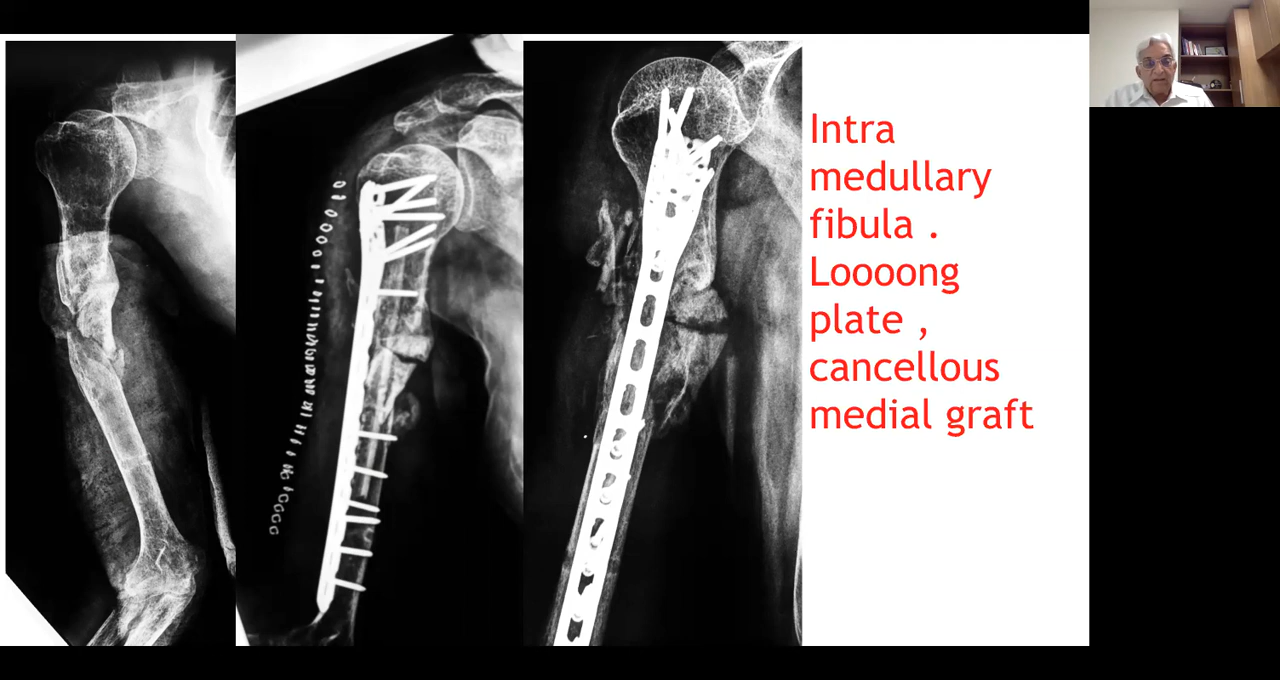 Intra
medullary
fibula .
Loooong
plate ,
cancellous
medial graft